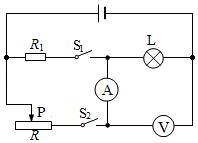 R₁ S₁ L
A
P S₂
R V